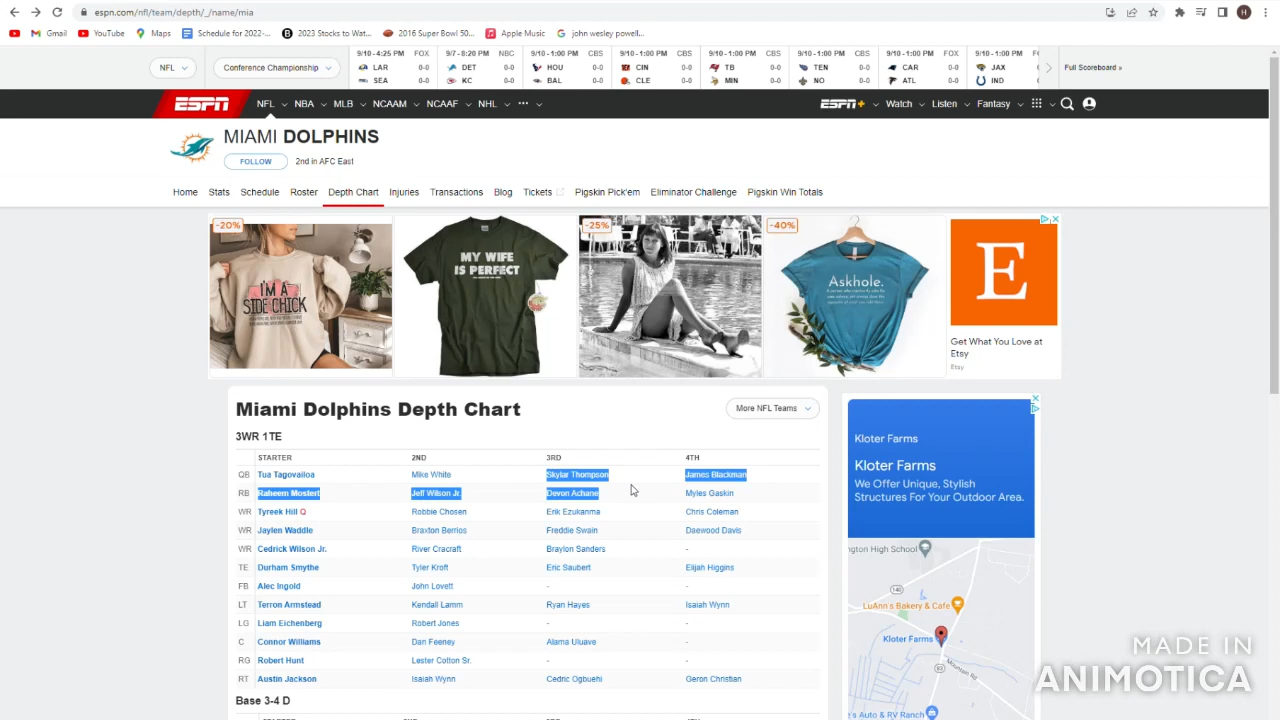 espn.com/nfl/team/depth/_/name/mia
H
Gmail YouTube Maps Schedule for 2022-... 2023 Stocks to Wat... 2016 Super Bowl 50... Apple Music john wesley powell...
NFL Conference Championship
9/10 - 4:25 PM FOX 9/7 - 8:20 PM NBC 9/10 - 1:00 PM CBS 9/10 - 1:00 PM CBS 9/10 - 1:00 PM CBS 9/10 - 1:00 PM CBS 9/10 - 1:00 PM FOX 9/10 - 1:00 PM
LAR 0-0 DET 0-0 HOU 0-0 CIN 0-0 TB 0-0 TEN 0-0 CAR 0-0 JAX 0-0
SEA 0-0 KC 0-0 BAL 0-0 CLE 0-0 MIN 0-0 NO 0-0 ATL 0-0 IND 0-0
Full Scoreboard »
ESPN NFL NBA MLB NCAAM NCAAF NHL ••• ESPN+ Watch Listen Fantasy
MIAMI DOLPHINS
FOLLOW 2nd in AFC East
Home Stats Schedule Roster Depth Chart Injuries Transactions Blog Tickets Pigskin Pick'em Eliminator Challenge Pigskin Win Totals
-20% -25% -40%
I'M A
SIDE CHICK
MY WIFE
IS PERFECT
Askhole.
E
Get What You Love at
Etsy
Etsy
Miami Dolphins Depth Chart
More NFL Teams
3WR 1TE
STARTER 2ND 3RD 4TH
QB Tua Tagovailoa Mike White Skylar Thompson James Blackman
RB Raheem Mostert Jeff Wilson Jr. Devon Achane Myles Gaskin
WR Tyreek Hill Q Robbie Chosen Erik Ezukanma Chris Coleman
WR Jaylen Waddle Braxton Berrios Freddie Swain Daewood Davis
WR Cedrick Wilson Jr. River Cracraft Braylon Sanders -
TE Durham Smythe Tyler Kroft Eric Saubert Elijah Higgins
FB Alec Ingold John Lovett - -
LT Terron Armstead Kendall Lamm Ryan Hayes Isaiah Wynn
LG Liam Eichenberg Robert Jones - -
C Connor Williams Dan Feeney Alama Uluave -
RG Robert Hunt Lester Cotton Sr. - -
RT Austin Jackson Isaiah Wynn Cedric Ogbuehi Geron Christian
Base 3-4 D
STARTER 2ND 3RD 4TH
Kloter Farms
Kloter Farms
We Offer Unique, Stylish
Structures For Your Outdoor Area.
ngton High School
140
LuAnn's Bakery & Cafe
Kloter Farms
83
Mountain Rd
e's Auto & RV Ranch
MADE IN
ANIMOTICA